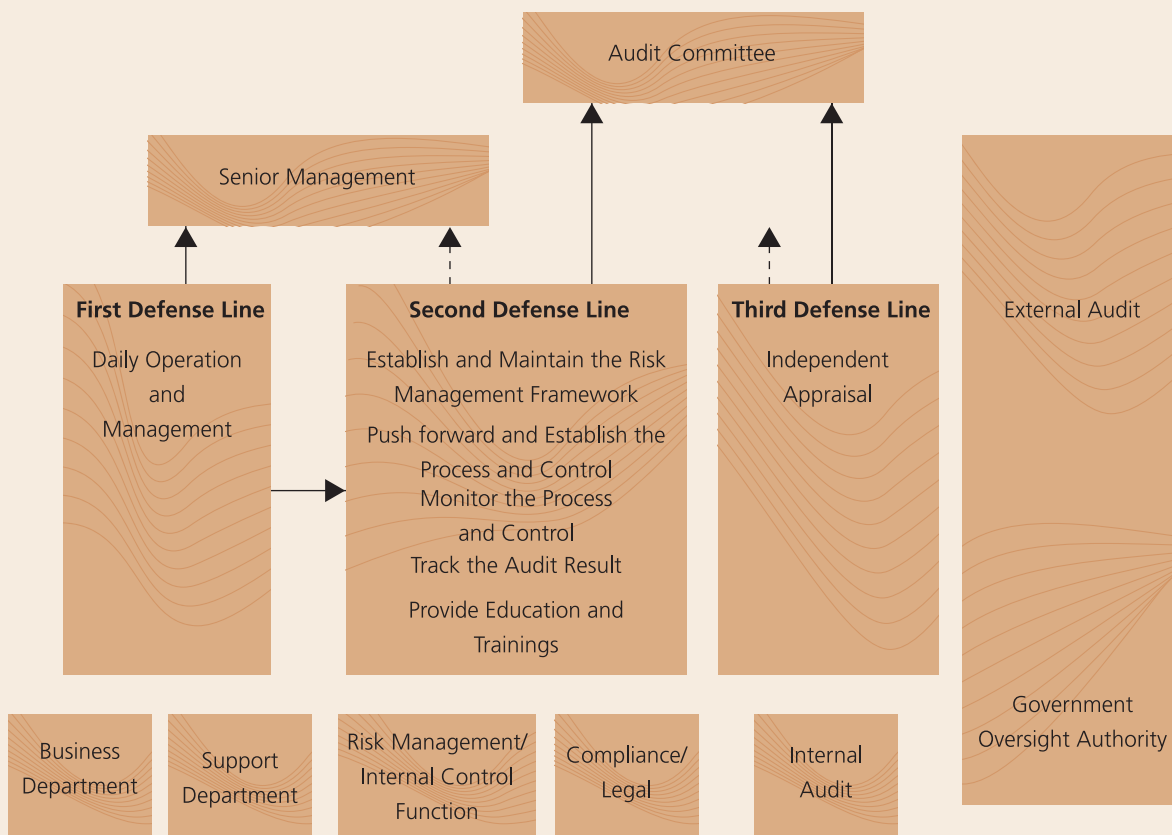 Audit Committee
Senior Management
First Defense Line
Daily Operation
and
Management
Second Defense Line
Establish and Maintain the Risk
Management Framework
Push forward and Establish the
Process and Control
Monitor the Process
and Control
Track the Audit Result
Provide Education and
Trainings
Third Defense Line
Independent
Appraisal
External Audit
Government
Oversight Authority
Business
Department
Support
Department
Risk Management/
Internal Control
Function
Compliance/
Legal
Internal
Audit